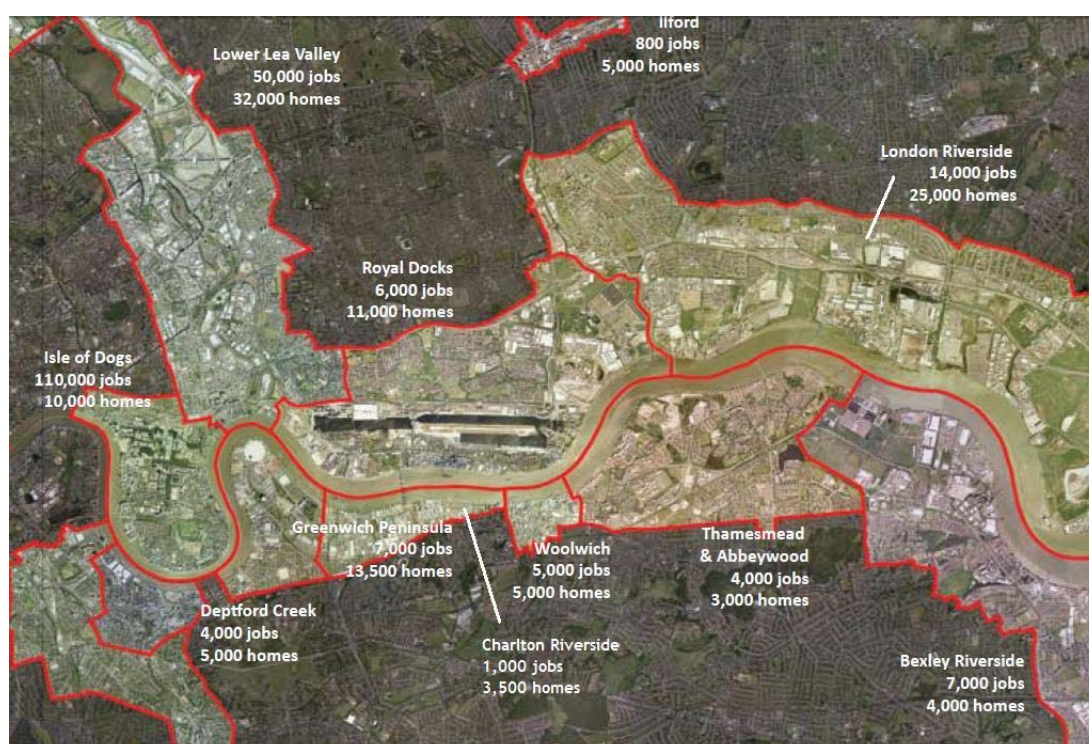 Ilford
800 jobs
5,000 homes
Lower Lea Valley
50,000 jobs
32,000 homes
London Riverside
14,000 jobs
25,000 homes
Royal Docks
6,000 jobs
11,000 homes
Isle of Dogs
110,000 jobs
10,000 homes
Greenwich Peninsula
7,000 jobs
13,500 homes
Woolwich
5,000 jobs
5,000 homes
Thamesmead
& Abbeywood
4,000 jobs
3,000 homes
Deptford Creek
4,000 jobs
5,000 homes
Charlton Riverside
1,000 jobs
3,500 homes
Bexley Riverside
7,000 jobs
4,000 homes